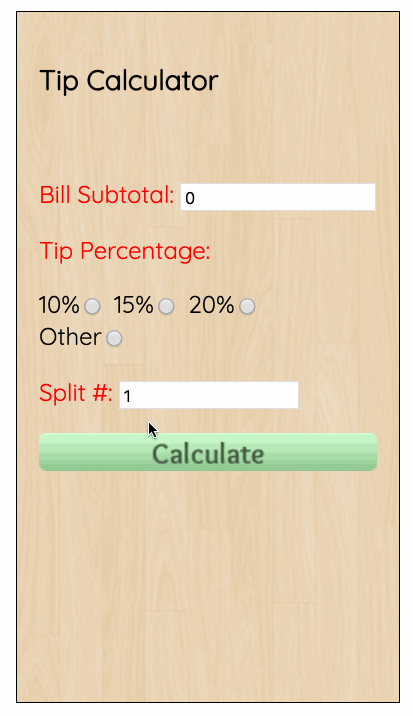 Tip Calculator
Bill Subtotal: 0
Tip Percentage:
10% 15% 20%
Other
Split #: 1
Calculate